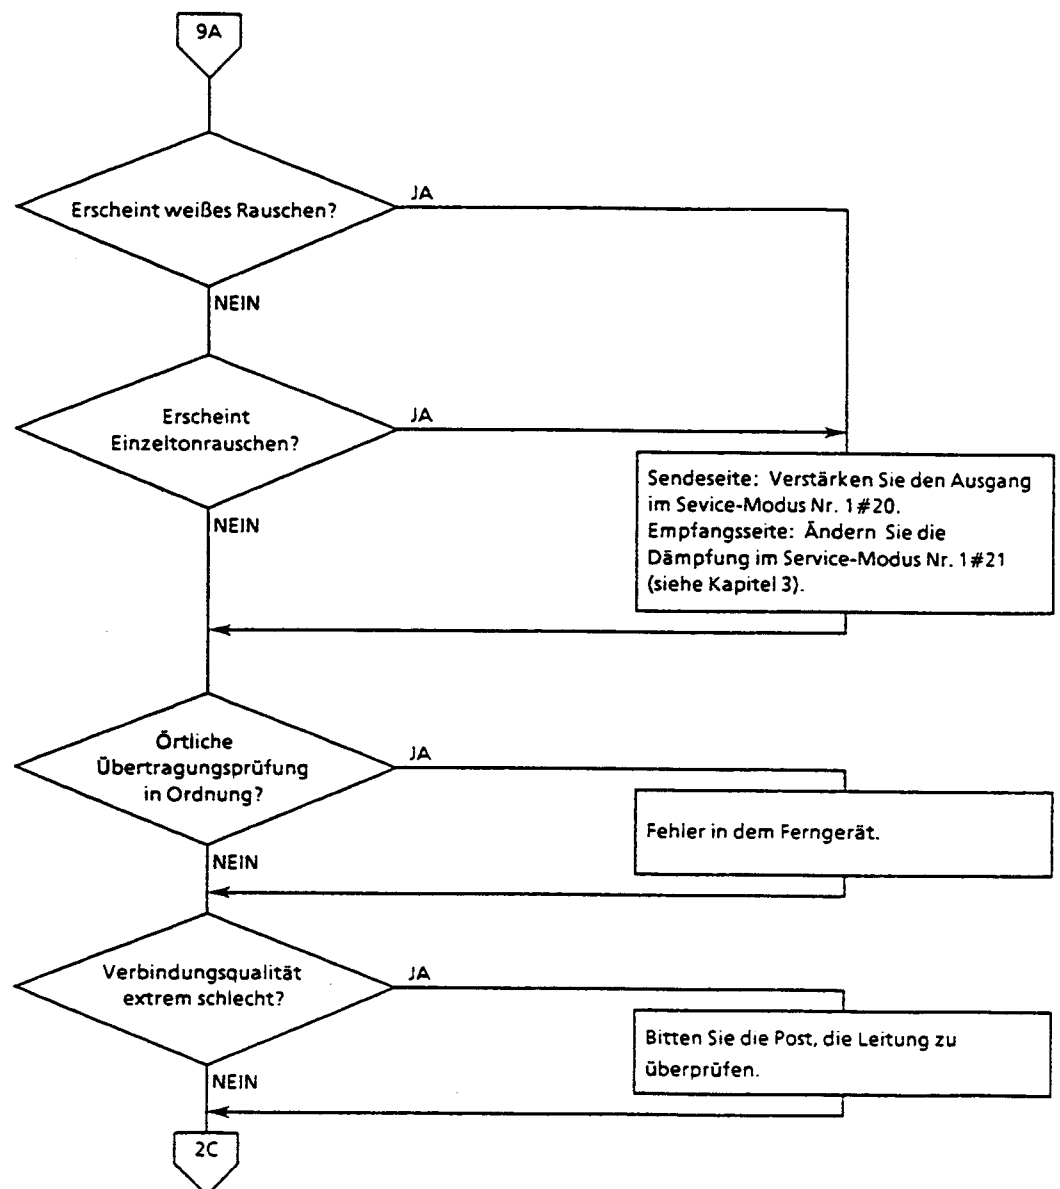 9A
Erscheint weißes Rauschen?
JA
NEIN
Erscheint
Einzeltonrauschen?
JA
NEIN
Sendeseite: Verstärken Sie den Ausgang
im Sevice-Modus Nr. 1#20.
Empfangsseite: Ändern Sie die
Dämpfung im Service-Modus Nr. 1#21
(siehe Kapitel 3).
Örtliche
Übertragungsprüfung
in Ordnung?
JA
NEIN
Fehler in dem Ferngerät.
Verbindungsqualität
extrem schlecht?
JA
NEIN
Bitten Sie die Post, die Leitung zu
überprüfen.
2C